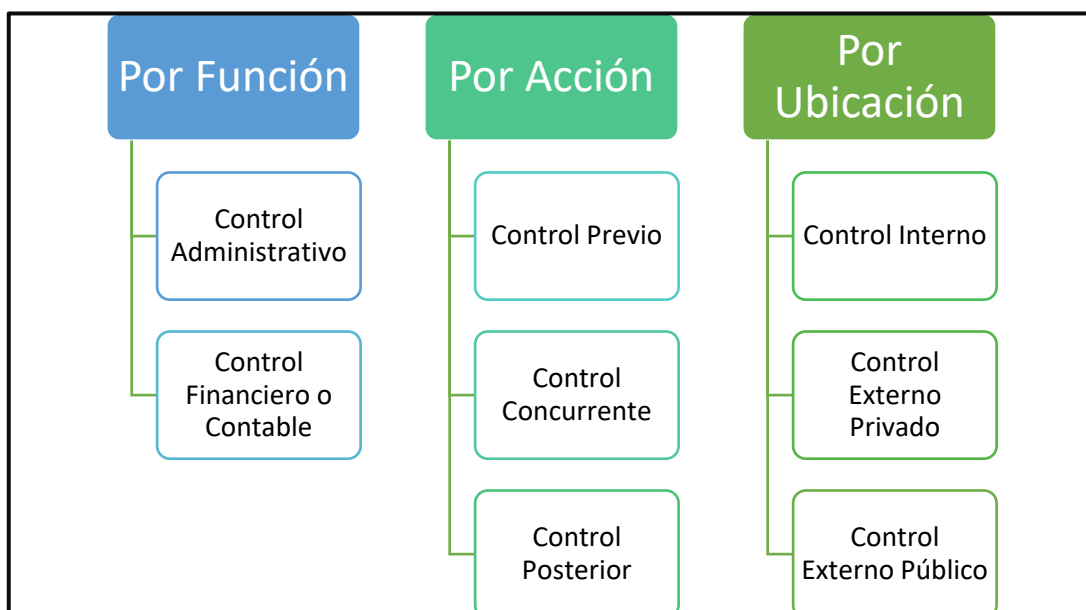 Por Función
Control
Administrativo
Control
Financiero o
Contable
Por Acción
Control Previo
Control
Concurrente
Control
Posterior
Por
Ubicación
Control Interno
Control
Externo
Privado
Control
Externo Público